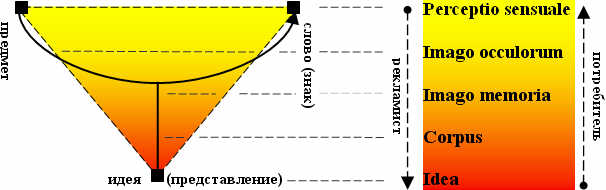 предмет
слово (знак)
идея (представление)
рекламист
Perceptio sensuale
Imago occulorum
Imago memoria
Corpus
Idea
потребитель